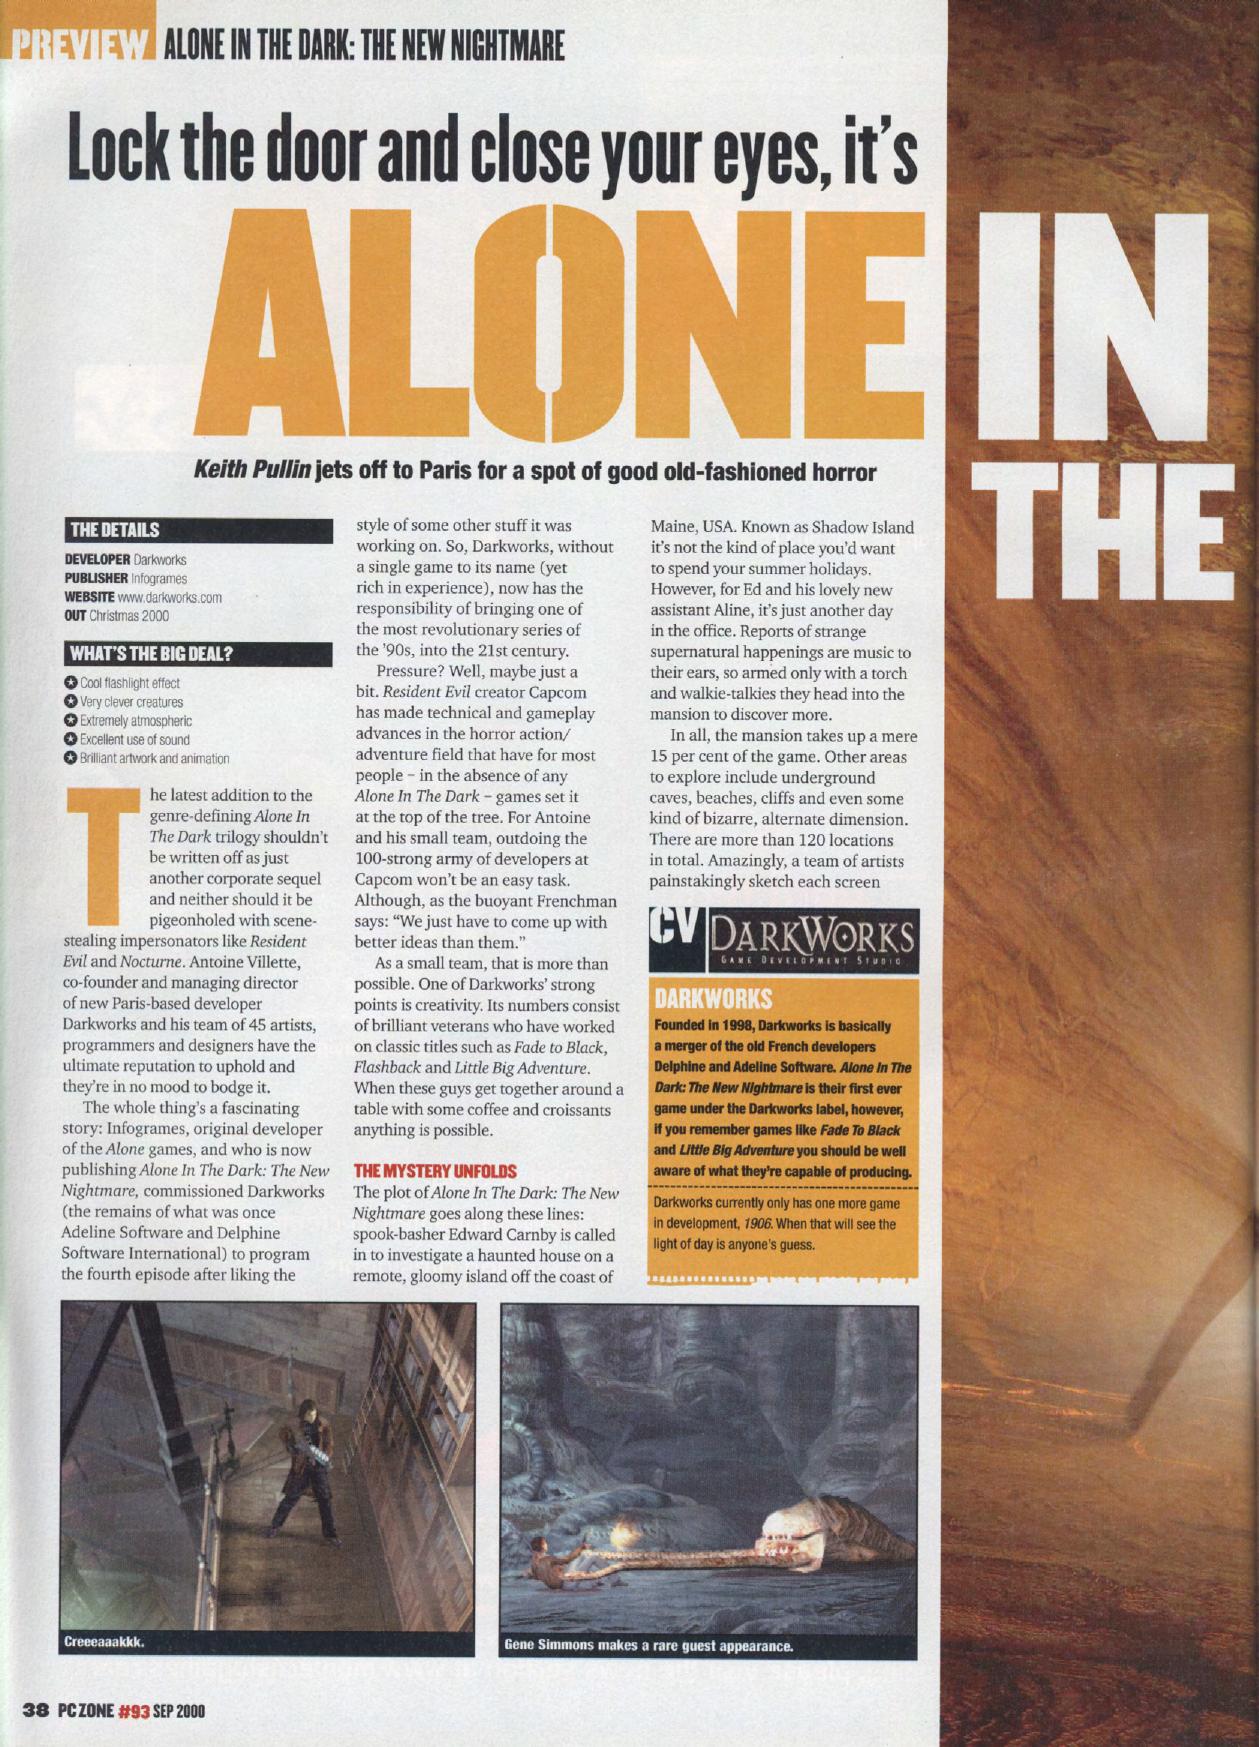 PREVIEW ALONE IN THE DARK: THE NEW NIGHTMARE
Lock the door and close your eyes, it's
ALONE IN
THE
Keith Pullin jets off to Paris for a spot of good old-fashioned horror
THE DETAILS
DEVELOPER Darkworks
PUBLISHER Infogrames
WEBSITE www.darkworks.com
OUT Christmas 2000
WHAT'S THE BIG DEAL?
Cool flashlight effect
Very clever creatures
Extremely atmospheric
Excellent use of sound
Brilliant artwork and animation
The latest addition to the
genre-defining Alone In
The Dark trilogy shouldn't
be written off as just
another corporate sequel
and neither should it be
pigeonholed with scene-
stealing impersonators like Resident
Evil and Nocturne. Antoine Villette,
co-founder and managing director
of new Paris-based developer
Darkworks and his team of 45 artists,
programmers and designers have the
ultimate reputation to uphold and
they're in no mood to bodge it.
The whole thing's a fascinating
story: Infogrames, original developer
of the Alone games, and who is now
publishing Alone In The Dark: The New
Nightmare, commissioned Darkworks
(the remains of what was once
Adeline Software and Delphine
Software International) to program
the fourth episode after liking the
style of some other stuff it was
working on. So, Darkworks, without
a single game to its name (yet
rich in experience), now has the
responsibility of bringing one of
the most revolutionary series of
the '90s, into the 21st century.
Pressure? Well, maybe just a
bit. Resident Evil creator Capcom
has made technical and gameplay
advances in the horror action/
adventure field that have for most
people – in the absence of any
Alone In The Dark – games set it
at the top of the tree. For Antoine
and his small team, outdoing the
100-strong army of developers at
Capcom won't be an easy task.
Although, as the buoyant Frenchman
says: “We just have to come up with
better ideas than them.”
As a small team, that is more than
possible. One of Darkworks' strong
points is creativity. Its numbers consist
of brilliant veterans who have worked
on classic titles such as Fade to Black,
Flashback and Little Big Adventure.
When these guys get together around a
table with some coffee and croissants
anything is possible.
THE MYSTERY UNFOLDS
The plot of Alone In The Dark: The New
Nightmare goes along these lines:
spook-basher Edward Carnby is called
in to investigate a haunted house on a
remote, gloomy island off the coast of
Maine, USA. Known as Shadow Island
it's not the kind of place you'd want
to spend your summer holidays.
However, for Ed and his lovely new
assistant Aline, it's just another day
in the office. Reports of strange
supernatural happenings are music to
their ears, so armed only with a torch
and walkie-talkies they head into the
mansion to discover more.
In all, the mansion takes up a mere
15 per cent of the game. Other areas
to explore include underground
caves, beaches, cliffs and even some
kind of bizarre, alternate dimension.
There are more than 120 locations
in total. Amazingly, a team of artists
painstakingly sketch each screen
CV DARKWORKS
GAME DEVELOPMENT STUDIO
DARKWORKS
Founded in 1998, Darkworks is basically
a merger of the old French developers
Delphine and Adeline Software. Alone In The
Dark: The New Nightmare is their first ever
game under the Darkworks label, however,
if you remember games like Fade To Black
and Little Big Adventure you should be well
aware of what they're capable of producing.
Darkworks currently only has one more game
in development, 1906. When that will see the
light of day is anyone's guess.
Creeeaaakkk.
Gene Simmons makes a rare guest appearance.
38 PCZONE #93 SEP 2000